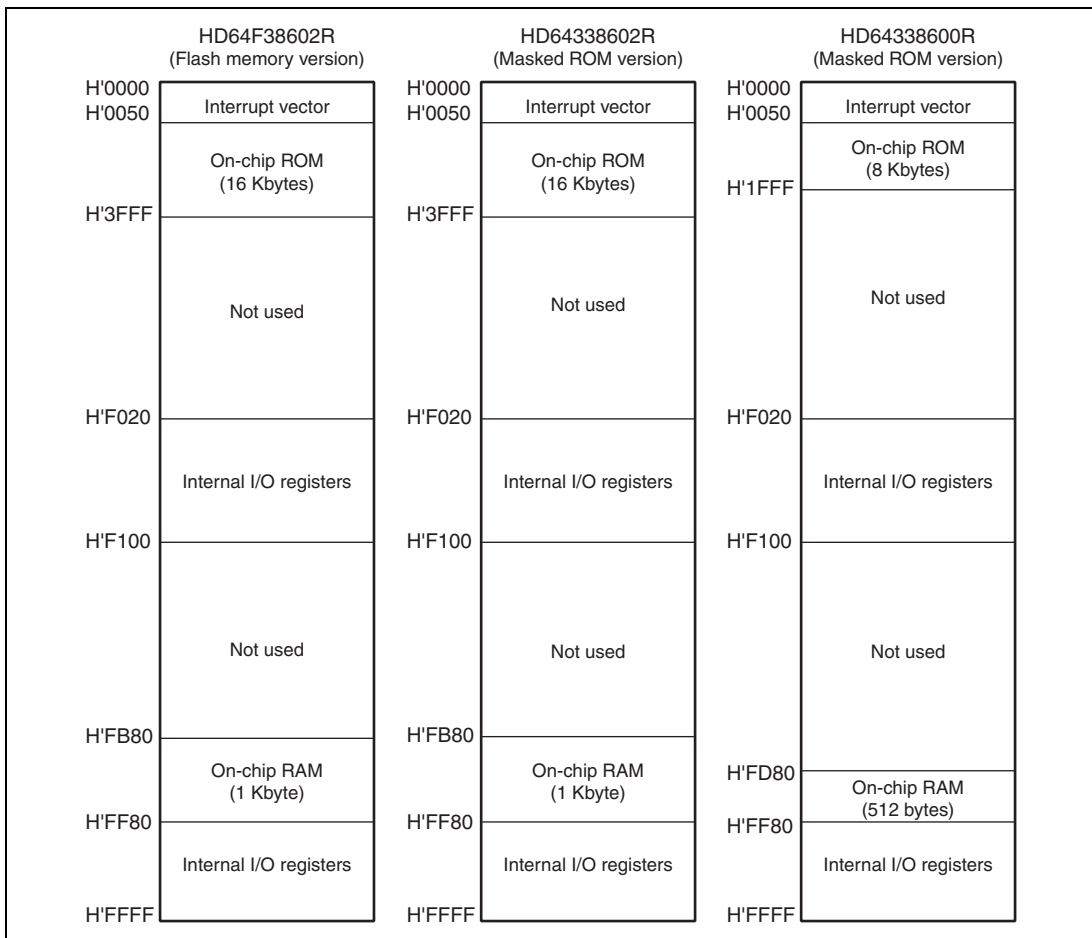 HD64F38602R
(Flash memory version)
H'0000
H'0050
Interrupt vector
On-chip ROM
(16 Kbytes)
H'3FFF
Not used
H'F020
Internal I/O registers
H'F100
Not used
H'FB80
On-chip RAM
(1 Kbyte)
H'FF80
Internal I/O registers
H'FFFF
HD64338602R
(Masked ROM version)
H'0000
H'0050
Interrupt vector
On-chip ROM
(16 Kbytes)
H'3FFF
Not used
H'F020
Internal I/O registers
H'F100
Not used
H'FB80
On-chip RAM
(1 Kbyte)
H'FF80
Internal I/O registers
H'FFFF
HD64338600R
(Masked ROM version)
H'0000
H'0050
Interrupt vector
On-chip ROM
(8 Kbytes)
H'1FFF
Not used
H'F020
Internal I/O registers
H'F100
Not used
H'FD80
On-chip RAM
(512 bytes)
H'FF80
Internal I/O registers
H'FFFF